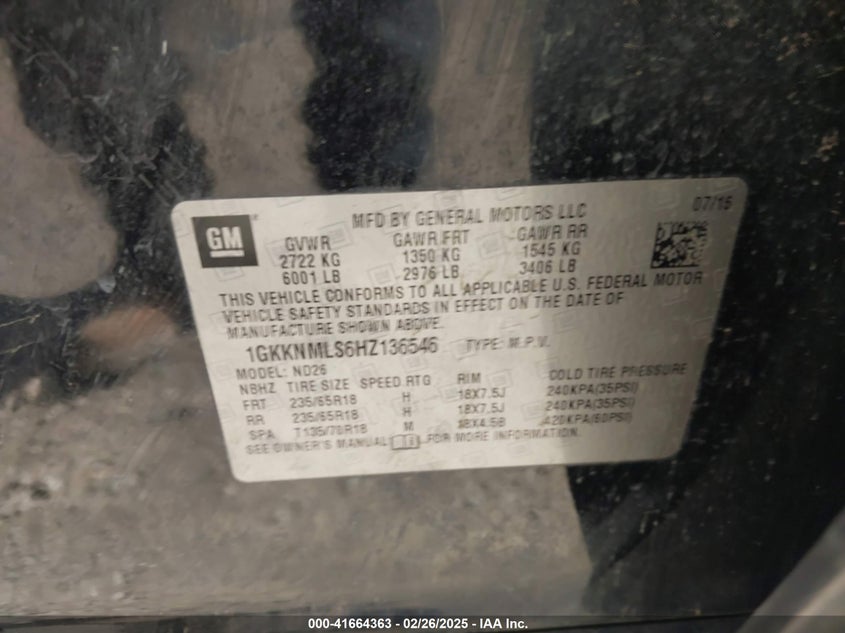 GM
MFD BY GENERAL MOTORS LLC
07/15
GVWR GAWR FRT GAWR RR
2722 KG 1350 KG 1545 KG
6001 LB 2976 LB 3406 LB
THIS VEHICLE CONFORMS TO ALL APPLICABLE U.S. FEDERAL MOTOR
VEHICLE SAFETY STANDARDS IN EFFECT ON THE DATE OF
MANUFACTURE SHOWN ABOVE.
1GKKNMLS6HZ136546 TYPE: M.P.V.
MODEL: ND26
NBHZ TIRE SIZE SPEED RTG RIM COLD TIRE PRESSURE
FRT 235/65R18 H 18X7.5J 240KPA(35PSI)
RR 235/65R18 H 18X7.5J 240KPA(35PSI)
SPA T135/70R18 M 18X4.5B 420KPA(60PSI)
SEE OWNER'S MANUAL FOR MORE INFORMATION.
000-41664363 - 02/26/2025 - IAA Inc.